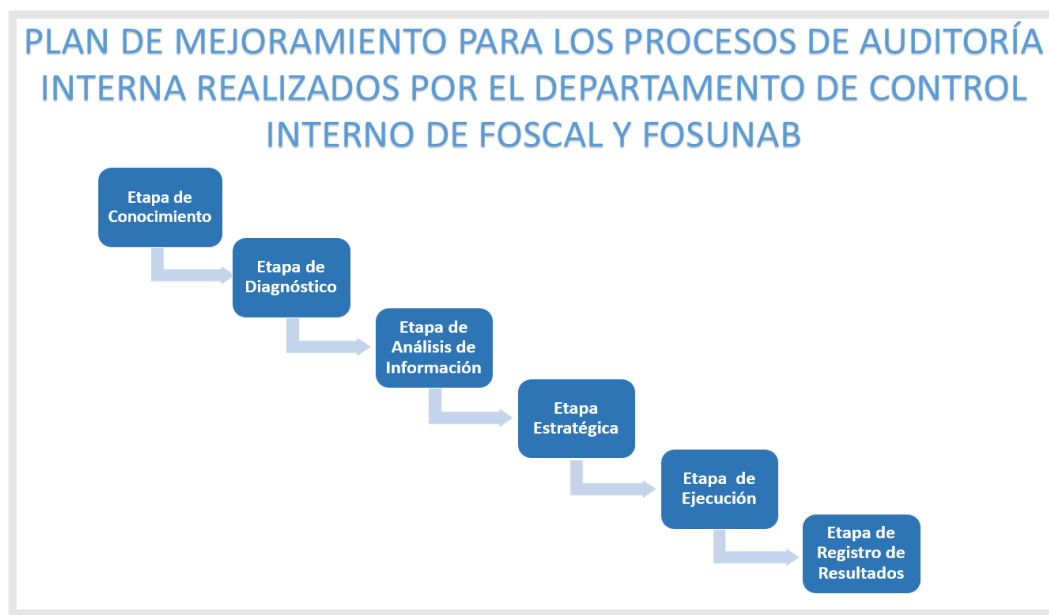 PLAN DE MEJORAMIENTO PARA LOS PROCESOS DE AUDITORÍA
INTERNA REALIZADOS POR EL DEPARTAMENTO DE CONTROL
INTERNO DE FOSCAL Y FOSUNAB
Etapa de
Conocimiento
Etapa de
Diagnóstico
Etapa de
Análisis de
Información
Etapa
Estratégica
Etapa de
Ejecución
Etapa de
Registro de
Resultados